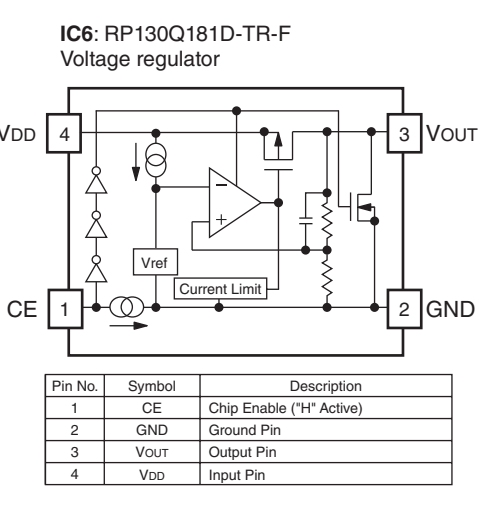 IC6: RP130Q181D-TR-F
Voltage regulator
VDD 4
3 VOUT
−
+
Vref
Current Limit
CE 1
2 GND
Pin No. Symbol Description
1 CE Chip Enable ("H" Active)
2 GND Ground Pin
3 VOUT Output Pin
4 VDD Input Pin